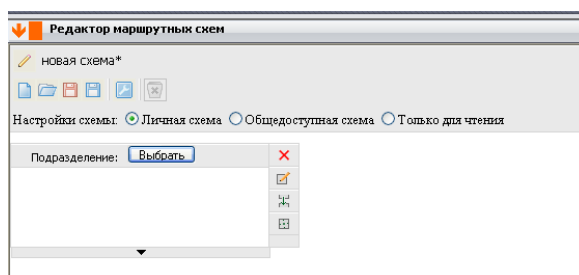 Редактор маршрутных схем
новая схема*
Настройки схемы: Личная схема Общедоступная схема Только для чтения
Подразделение: Выбрать